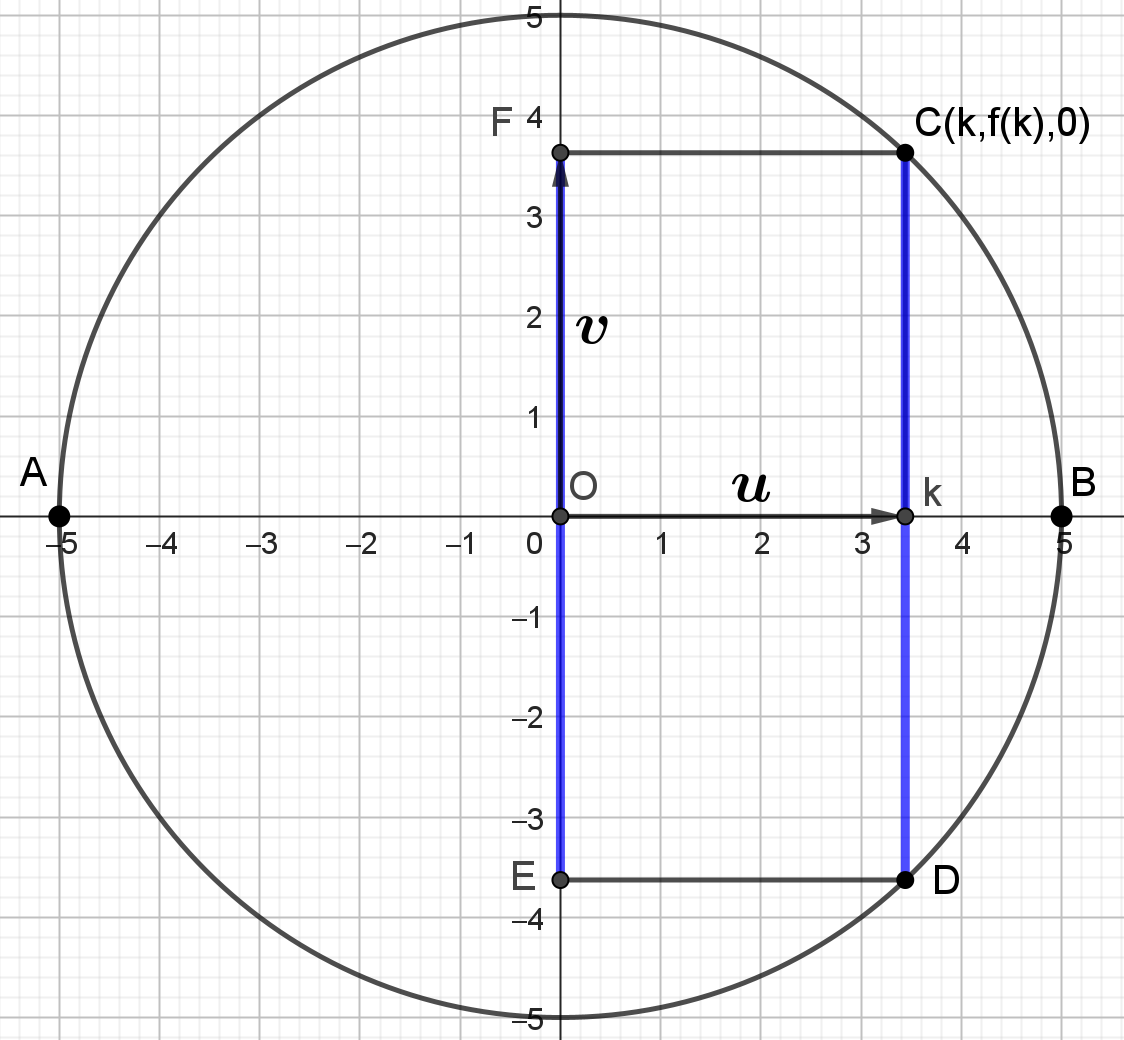 5
F 4
C(k,f(k),0)
3
2
v
1
A
O
u
k
B
–5 –4 –3 –2 –1 0 1 2 3 4 5
–1
–2
–3
E
D
–4
–5